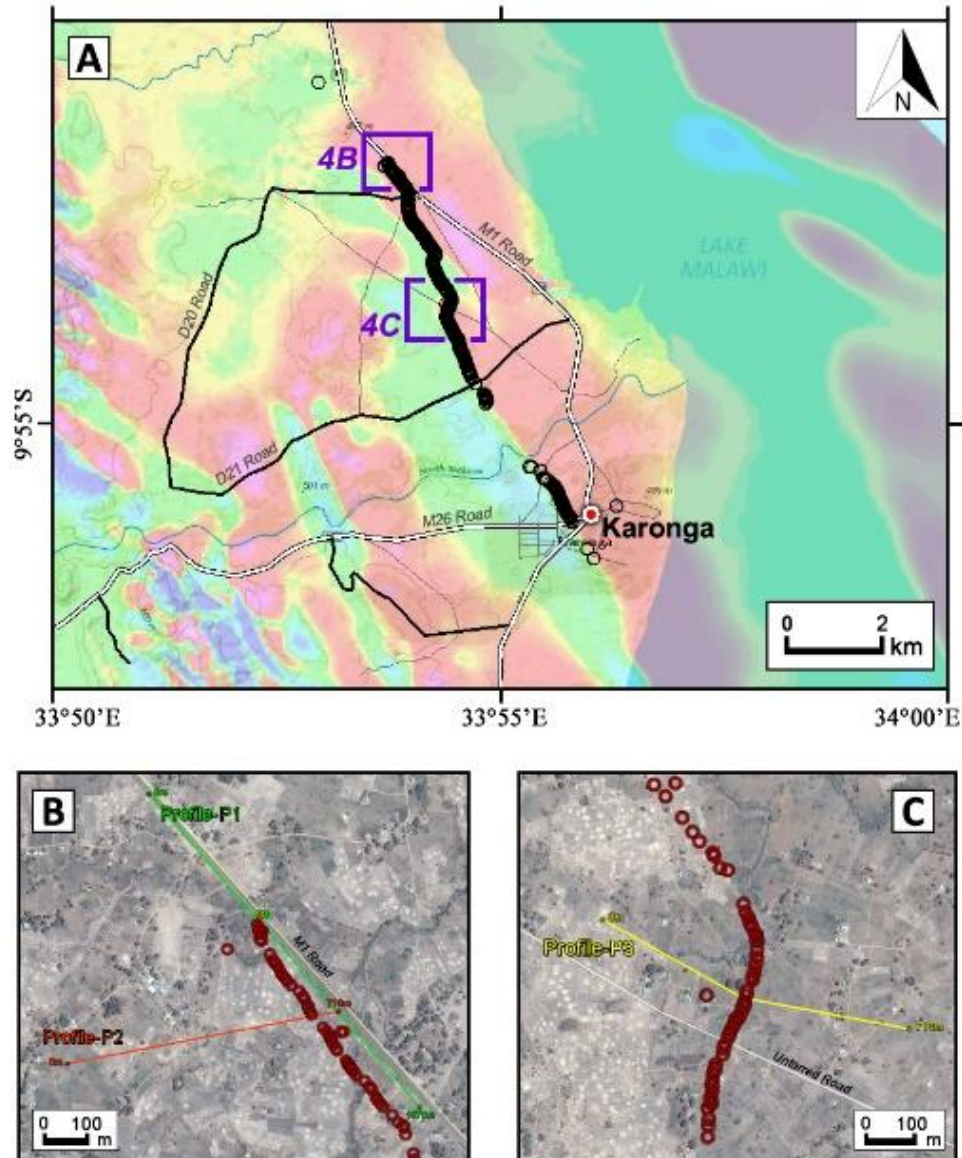 A
N
4B
M1 Road
LAKE
MALAWI
D20 Road
4C
9°55'S
D21 Road
M26 Road
Karonga
0 2
km
33°50'E 33°55'E 34°00'E
B
Profile-P1
M1 Road
Profile-P2
0 100
m
C
Profile-P3
Untarred Road
0 100
m